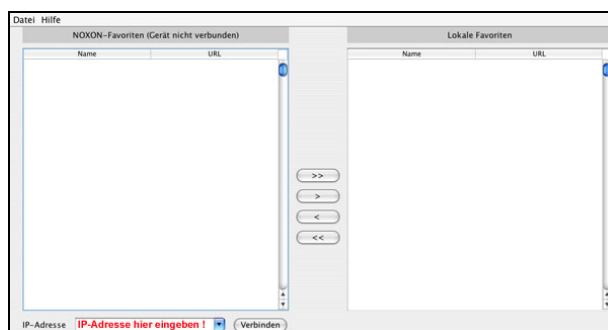 Datei Hilfe
NOXON-Favoriten (Gerät nicht verbunden)
Lokale Favoriten
Name URL
Name URL
>>
>
<
<<
IP-Adresse IP-Adresse hier eingeben ! Verbinden